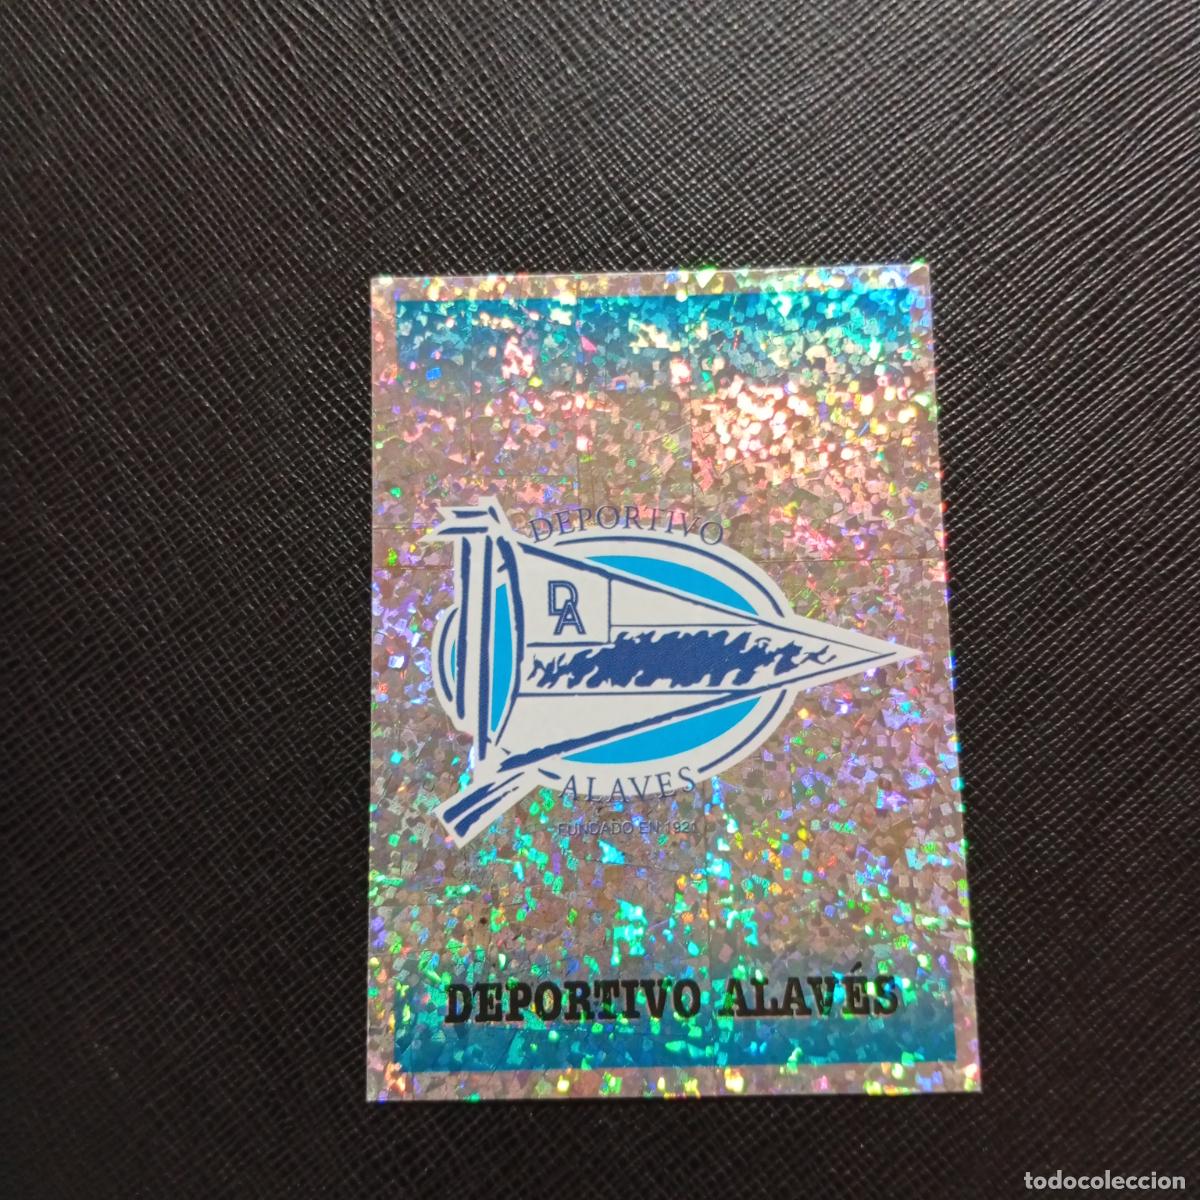 DEPORTIVO
DA
ALAVES
FUNDADO EN 1921
DEPORTIVO ALAVÉS
todocoleccion